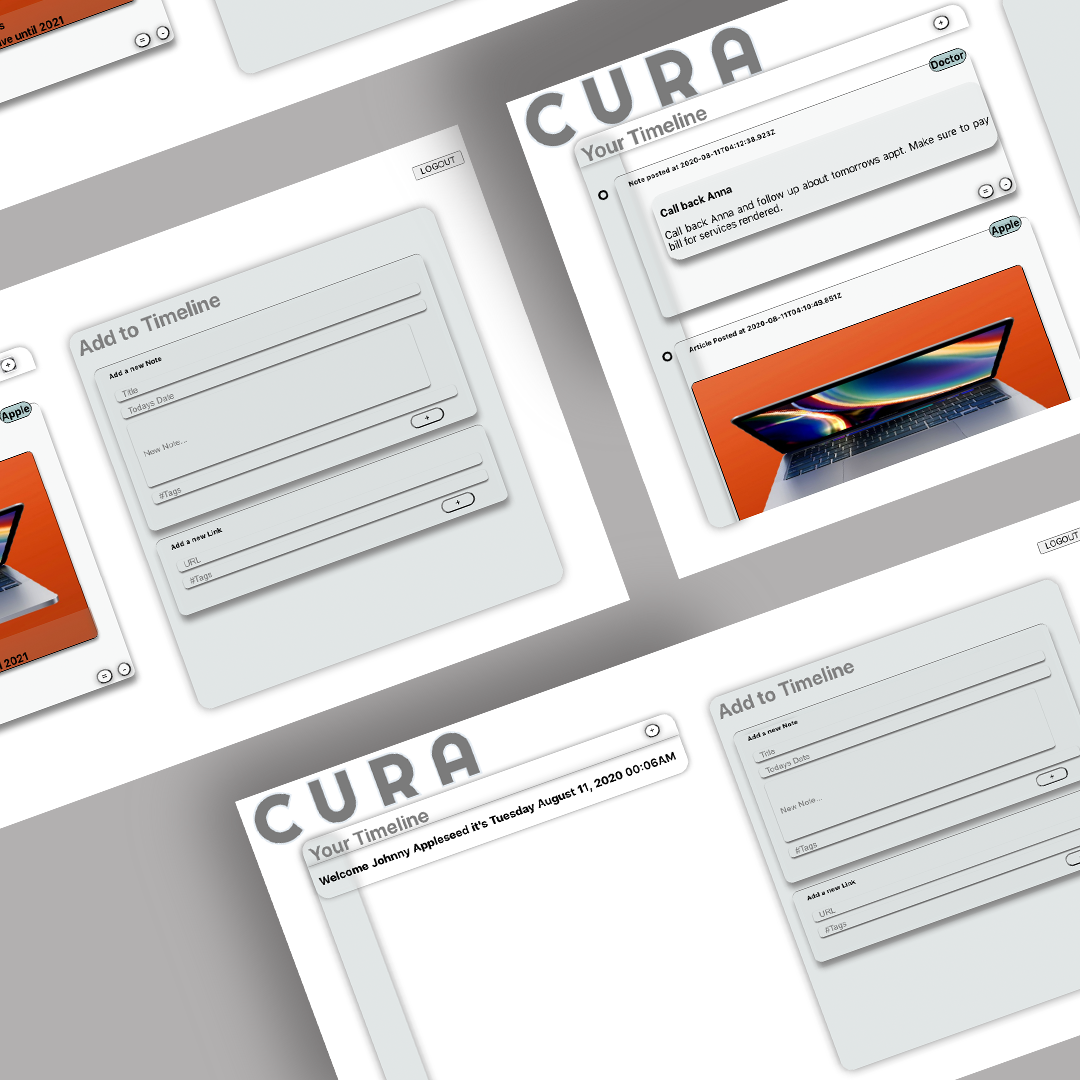 s
ve until 2021
=
-
LOGOUT
Add to Timeline
Add a new Note
Title
Todays Date
New Note...
#Tags
+
Add a new Link
URL
#Tags
+
+
Apple
l 2021
=
-
CURA
+
Your Timeline
Doctor
Note posted at 2020-08-11T04:12:38.923Z
Call back Anna
Call back Anna and follow up about tomorrows appt. Make sure to pay
bill for services rendered.
=
-
Apple
Article Posted at 2020-08-11T04:10:49.651Z
CURA
+
Your Timeline
Welcome Johnny Appleseed it's Tuesday August 11, 2020 00:06AM
LOGOUT
Add to Timeline
Add a new Note
Title
Todays Date
New Note...
#Tags
+
Add a new Link
URL
#Tags